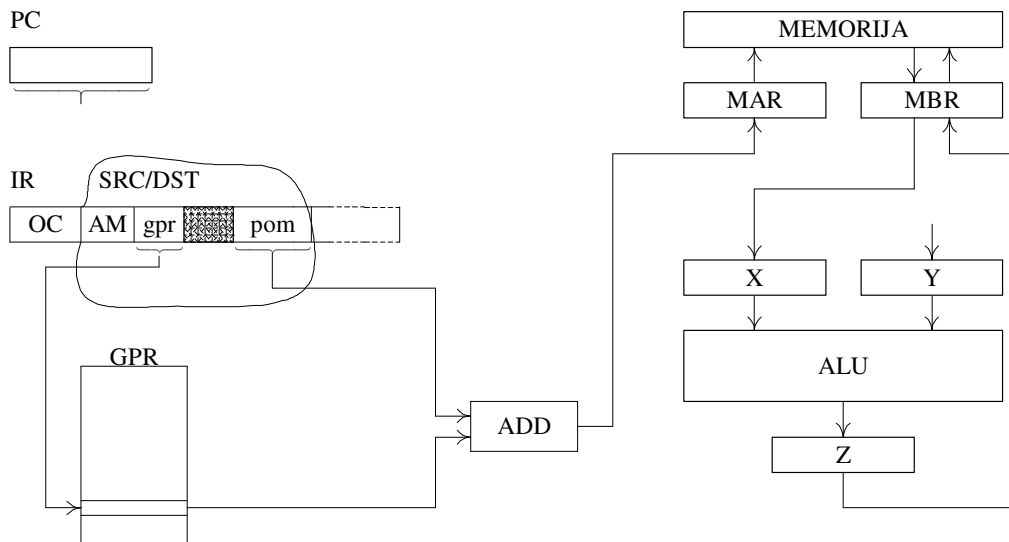 PC
MEMORIJA
MAR
MBR
IR
SRC/DST
OC
AM
gpr
pom
X
Y
GPR
ALU
ADD
Z